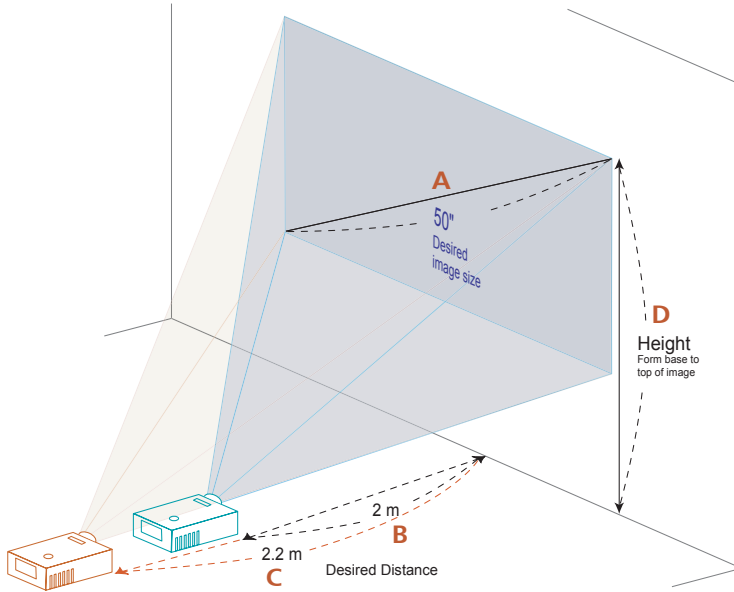 A
50"
Desired
image size
D
Height
Form base to
top of image
2 m
B
2.2 m
C
Desired Distance